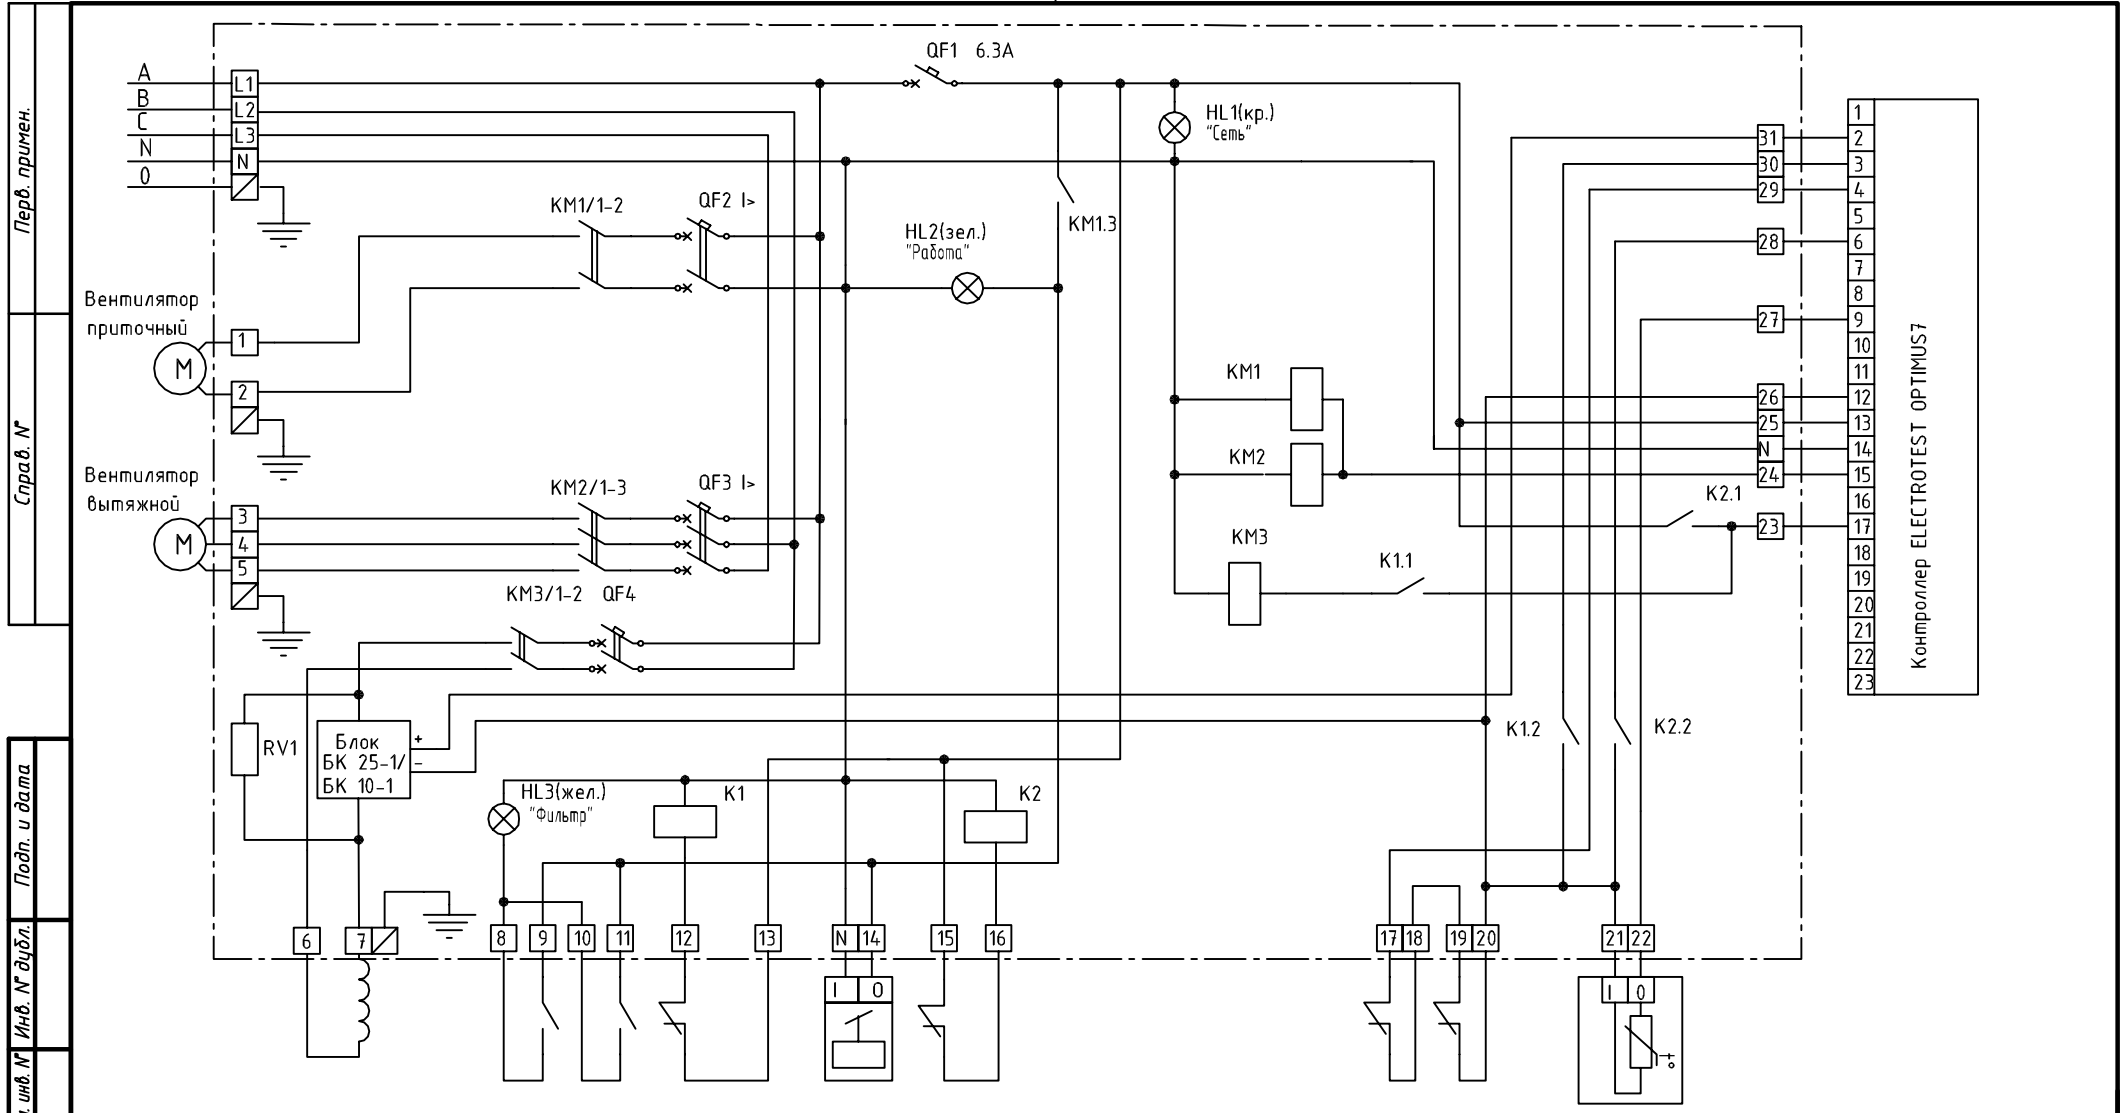 Перв. примен.
Справ. №
Подп. и дата
Инв. № дубл.
инв. №
QF1 6.3А
A
B
C
N
0
L1
L2
L3
N
HL1(кр.)
"Сеть"
KM1/1-2
QF2 I>
HL2(зел.)
"Работа"
KM1.3
Вентилятор
приточный
M
1
2
Вентилятор
вытяжной
M
3
4
5
KM2/1-3
QF3 I>
KM3/1-2 QF4
KM1
KM2
KM3
K1.1
K2.1
31
30
29
28
27
26
25
N
24
23
1
2
3
4
5
6
7
8
9
10
11
12
13
14
15
16
17
18
19
20
21
22
23
Контроллер ELECTROTEST OPTIMUS7
RV1
Блок
БК 25-1/
БК 10-1
+
-
HL3(жел.)
"Фильтр"
K1
K2
K1.2
K2.2
6
7
8
9
10
11
12
13
N
14
15
16
17
18
19
20
21
22
I
O
I
O
t°